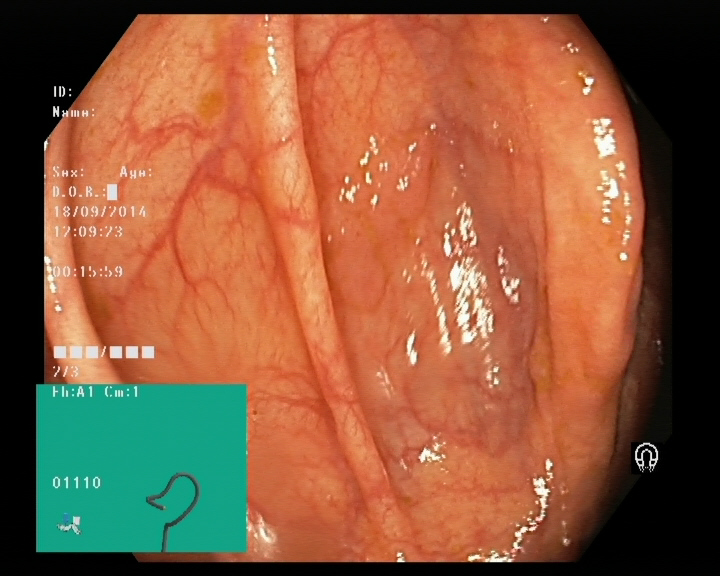 ID:
Name:
Sex: Age:
D.O.B.:
18/09/2014
12:09:23
00:15:59
/
2/3
Eh:A1 Cm:1
01110